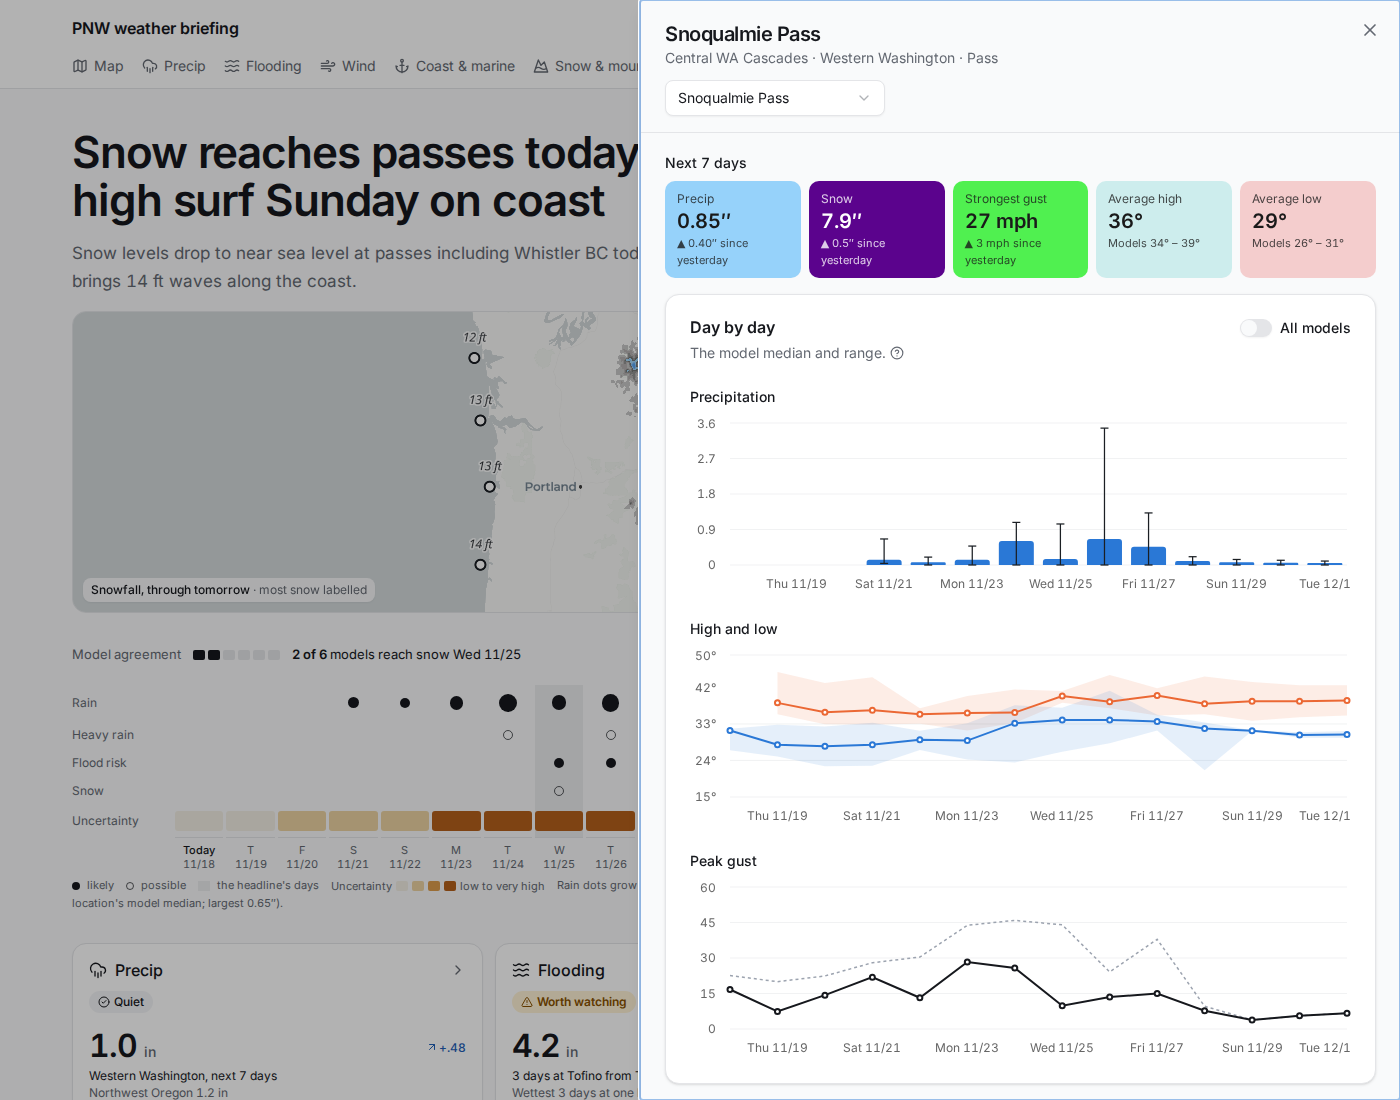 PNW weather briefing
Map
Precip
Flooding
Wind
Coast & marine
Snow & mou
Snow reaches passes today
high surf Sunday on coast
Snow levels drop to near sea level at passes including Whistler BC tod
brings 14 ft waves along the coast.
12 ft
13 ft
13 ft
Portland
14 ft
Snowfall, through tomorrow · most snow labelled
Model agreement
2 of 6 models reach snow Wed 11/25
Rain
Heavy rain
Flood risk
Snow
Uncertainty
Today T F S S M T W T
11/18 11/19 11/20 11/21 11/22 11/23 11/24 11/25 11/26
likely possible the headline's days Uncertainty low to very high Rain dots grow
location's model median; largest 0.65″).
Precip
Quiet
1.0 in
+.48
Western Washington, next 7 days
Northwest Oregon 1.2 in
Flooding
Worth watching
4.2 in
3 days at Tofino from T
Wettest 3 days at one
Snoqualmie Pass
Central WA Cascades · Western Washington · Pass
Snoqualmie Pass
Next 7 days
Precip
0.85″
▲ 0.40″ since
yesterday
Snow
7.9″
▲ 0.5″ since
yesterday
Strongest gust
27 mph
▲ 3 mph since
yesterday
Average high
36°
Models 34° – 39°
Average low
29°
Models 26° – 31°
Day by day
All models
The model median and range.
Precipitation
3.6
2.7
1.8
0.9
0
Thu 11/19 Sat 11/21 Mon 11/23 Wed 11/25 Fri 11/27 Sun 11/29 Tue 12/1
High and low
50°
42°
33°
24°
15°
Thu 11/19 Sat 11/21 Mon 11/23 Wed 11/25 Fri 11/27 Sun 11/29 Tue 12/1
Peak gust
60
45
30
15
0
Thu 11/19 Sat 11/21 Mon 11/23 Wed 11/25 Fri 11/27 Sun 11/29 Tue 12/1